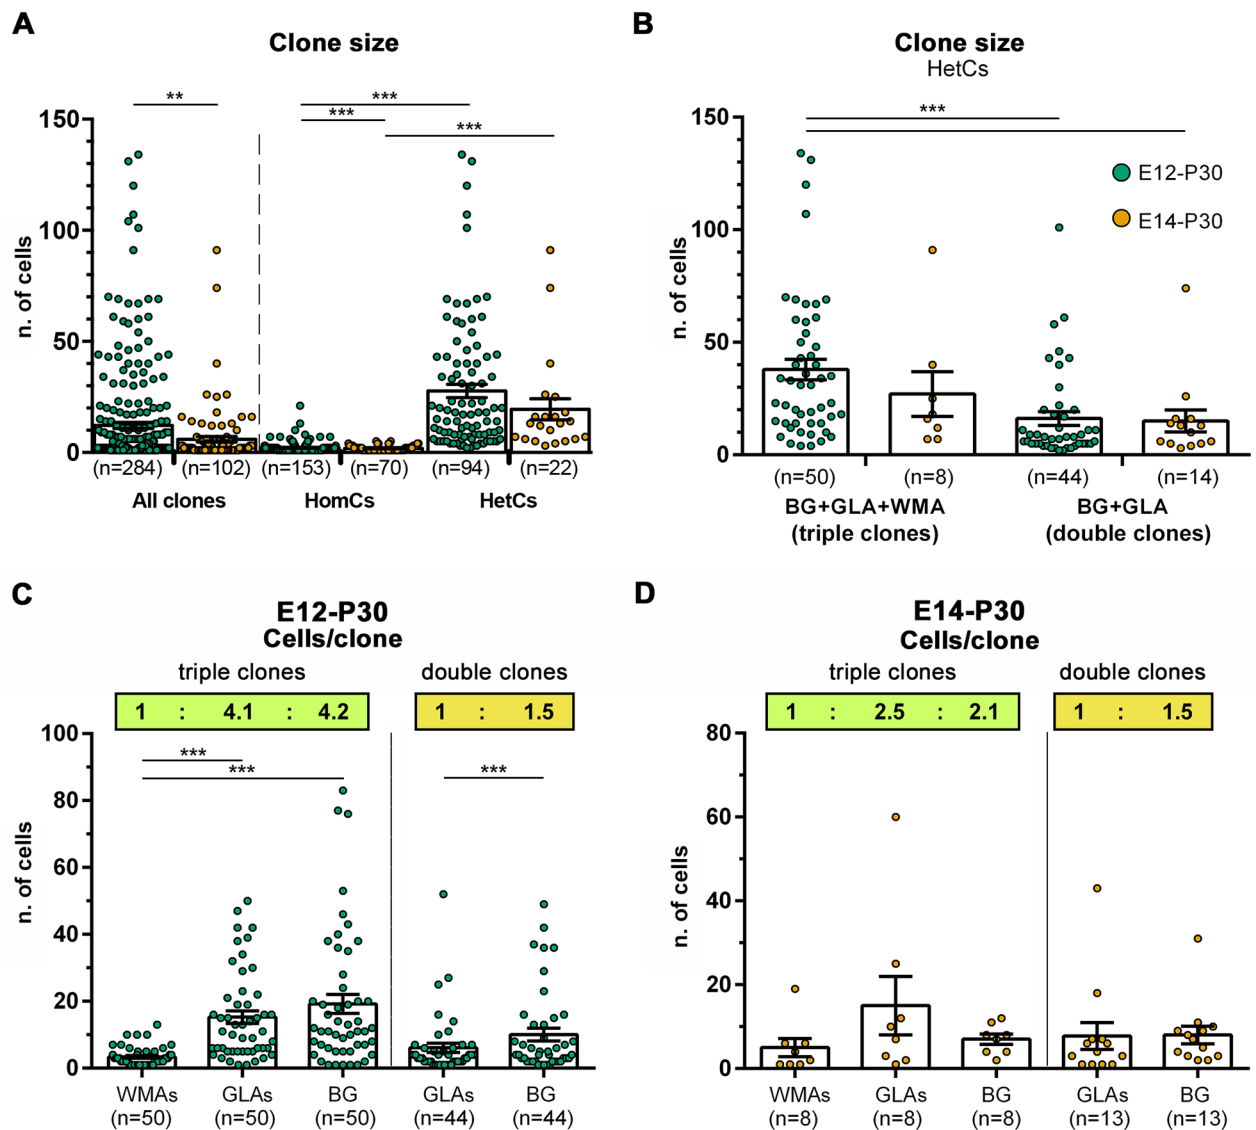 A
Clone size
**
***
***
***
n. of cells
150
100
50
0
(n=284)
(n=102)
(n=153)
(n=70)
(n=94)
(n=22)
All clones
HomCs
HetCs
B
Clone size
HetCs
***
E12-P30
E14-P30
n. of cells
150
100
50
0
(n=50)
(n=8)
(n=44)
(n=14)
BG+GLA+WMA
(triple clones)
BG+GLA
(double clones)
C
E12-P30
Cells/clone
triple clones
double clones
1 : 4.1 : 4.2
1 : 1.5
***
***
***
n. of cells
100
80
60
40
20
0
WMAs
(n=50)
GLAs
(n=50)
BG
(n=50)
GLAs
(n=44)
BG
(n=44)
D
E14-P30
Cells/clone
triple clones
double clones
1 : 2.5 : 2.1
1 : 1.5
n. of cells
80
60
40
20
0
WMAs
(n=8)
GLAs
(n=8)
BG
(n=8)
GLAs
(n=13)
BG
(n=13)